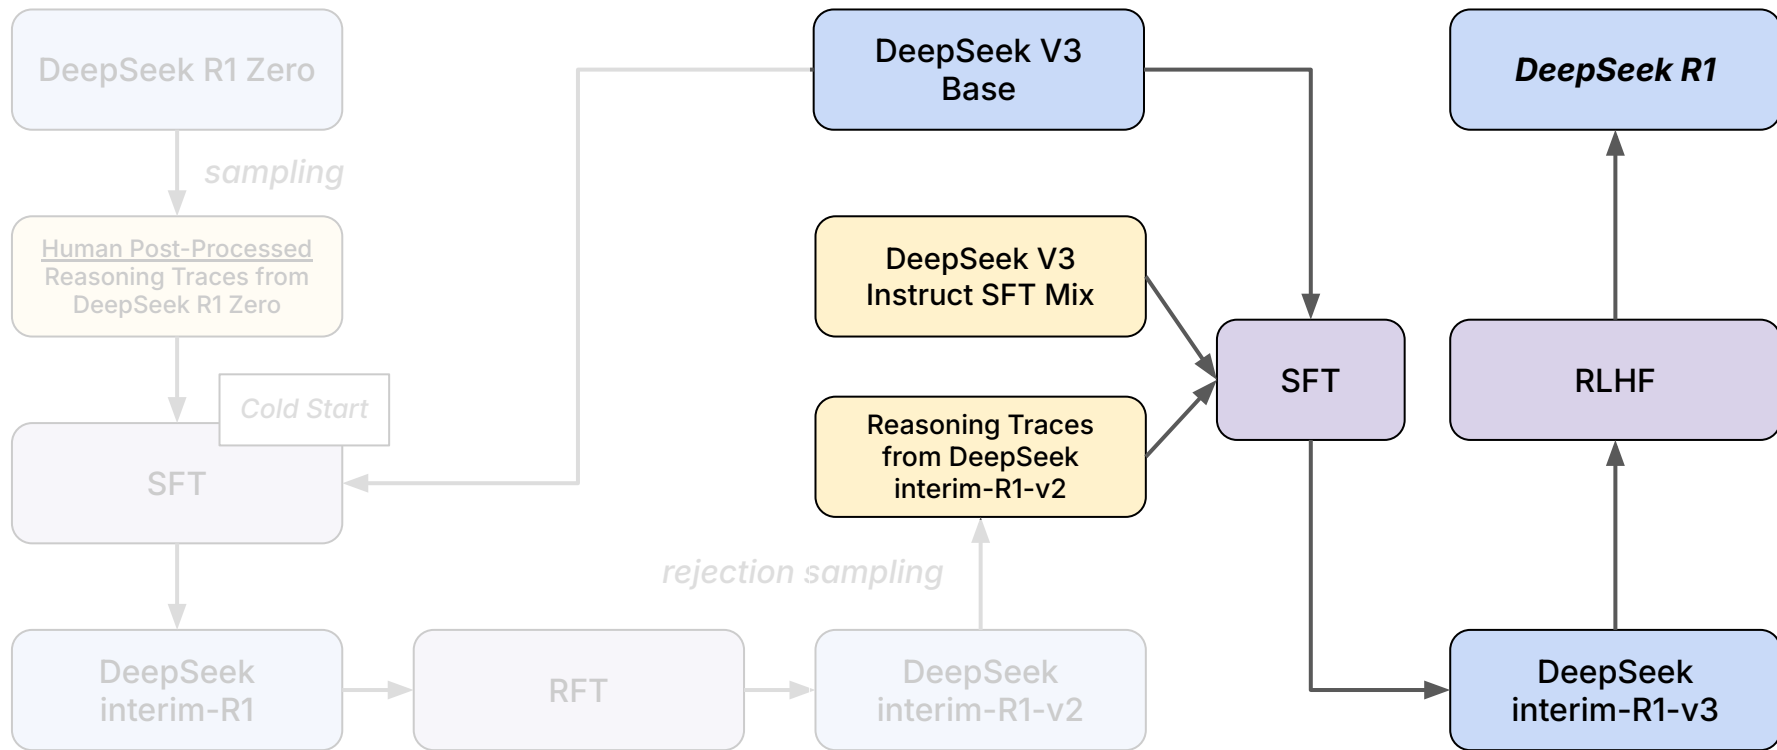 DeepSeek R1 Zero
sampling
Human Post-Processed
Reasoning Traces from
DeepSeek R1 Zero
Cold Start
SFT
DeepSeek
interim-R1
RFT
DeepSeek
interim-R1-v2
rejection sampling
DeepSeek V3
Base
DeepSeek V3
Instruct SFT Mix
Reasoning Traces
from DeepSeek
interim-R1-v2
SFT
DeepSeek R1
RLHF
DeepSeek
interim-R1-v3